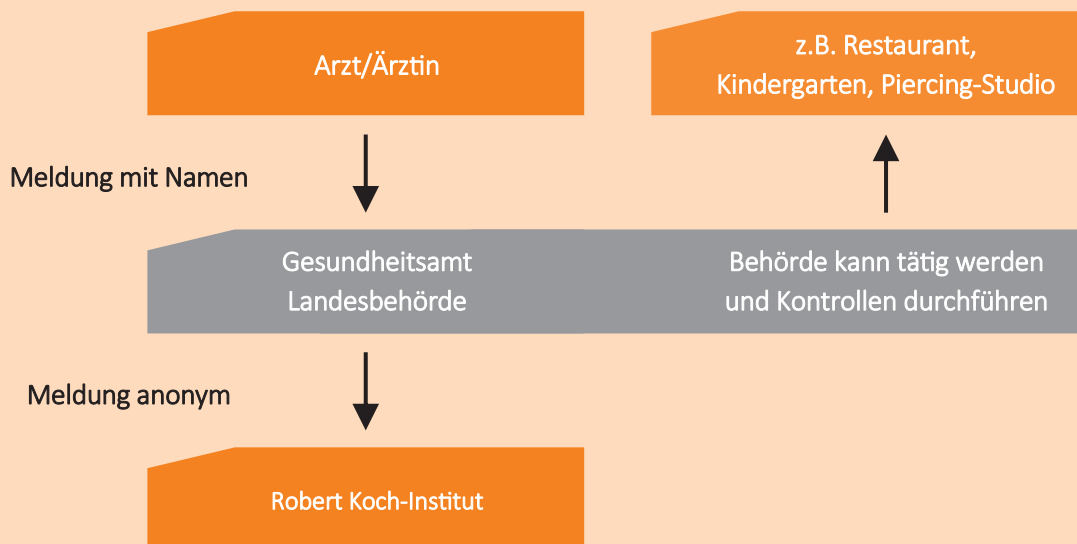 Arzt/Ärztin
z.B. Restaurant,
Kindergarten, Piercing-Studio
Meldung mit Namen
Gesundheitsamt
Landesbehörde
Behörde kann tätig werden
und Kontrollen durchführen
Meldung anonym
Robert Koch-Institut